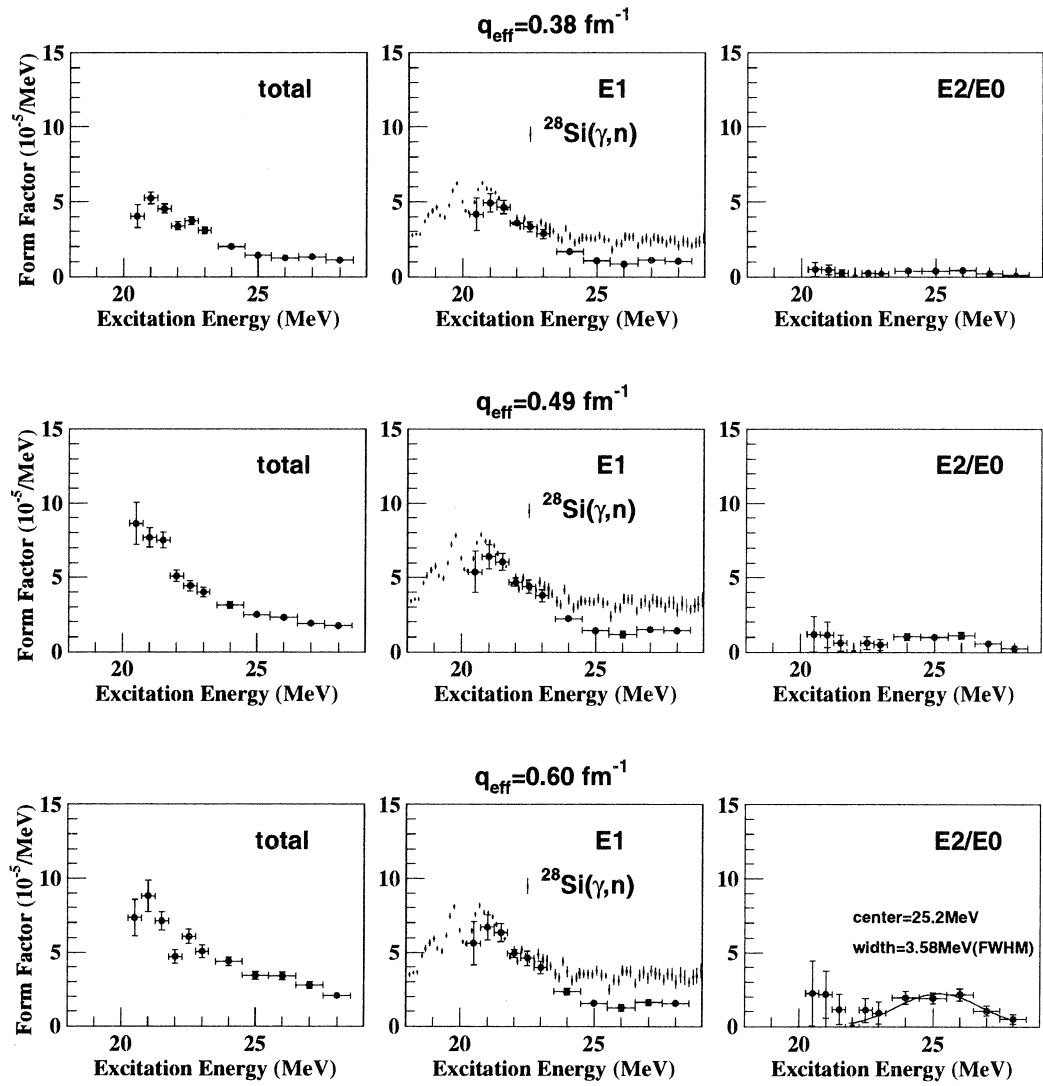 q_eff=0.38 fm⁻¹
Form Factor (10⁻⁵/MeV)
15
10
5
0
total
20 25
Excitation Energy (MeV)
15
10
5
0
E1
²⁸Si(γ,n)
20 25
Excitation Energy (MeV)
15
10
5
0
E2/E0
20 25
Excitation Energy (MeV)
q_eff=0.49 fm⁻¹
Form Factor (10⁻⁵/MeV)
15
10
5
0
total
20 25
Excitation Energy (MeV)
15
10
5
0
E1
²⁸Si(γ,n)
20 25
Excitation Energy (MeV)
15
10
5
0
E2/E0
20 25
Excitation Energy (MeV)
q_eff=0.60 fm⁻¹
Form Factor (10⁻⁵/MeV)
15
10
5
0
total
20 25
Excitation Energy (MeV)
15
10
5
0
E1
²⁸Si(γ,n)
20 25
Excitation Energy (MeV)
15
10
5
0
E2/E0
center=25.2MeV
width=3.58MeV(FWHM)
20 25
Excitation Energy (MeV)